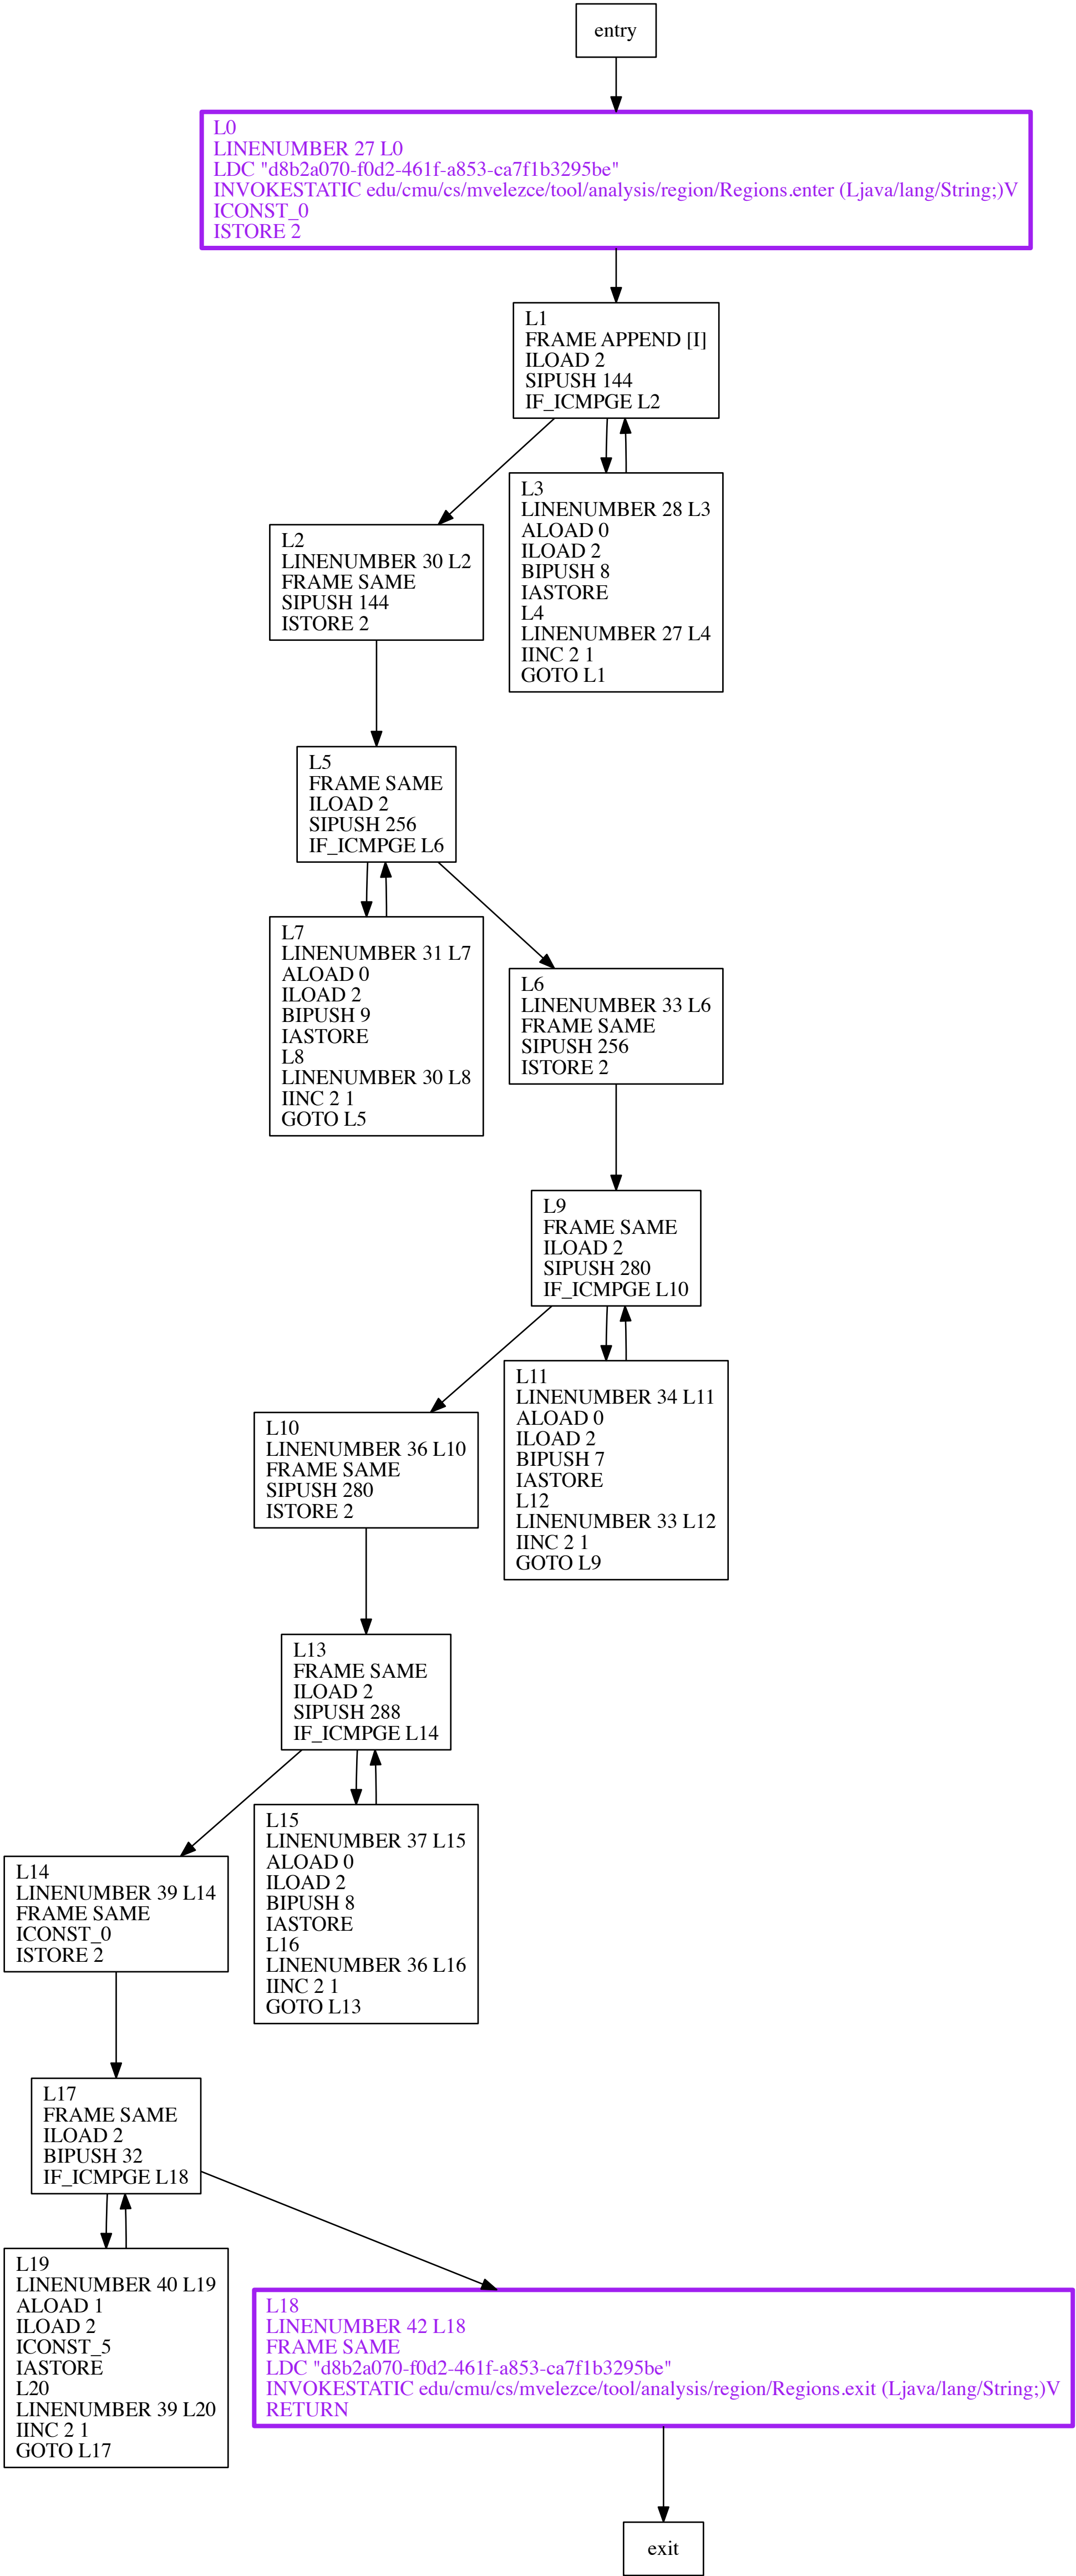 entry
L0
LINENUMBER 27 L0
LDC "d8b2a070-f0d2-461f-a853-ca7f1b3295be"
INVOKESTATIC edu/cmu/cs/mvelezce/tool/analysis/region/Regions.enter (Ljava/lang/String;)V
ICONST_0
ISTORE 2
L1
FRAME APPEND [I]
ILOAD 2
SIPUSH 144
IF_ICMPGE L2
L3
LINENUMBER 28 L3
ALOAD 0
ILOAD 2
BIPUSH 8
IASTORE
L4
LINENUMBER 27 L4
IINC 2 1
GOTO L1
L2
LINENUMBER 30 L2
FRAME SAME
SIPUSH 144
ISTORE 2
L5
FRAME SAME
ILOAD 2
SIPUSH 256
IF_ICMPGE L6
L7
LINENUMBER 31 L7
ALOAD 0
ILOAD 2
BIPUSH 9
IASTORE
L8
LINENUMBER 30 L8
IINC 2 1
GOTO L5
L6
LINENUMBER 33 L6
FRAME SAME
SIPUSH 256
ISTORE 2
L9
FRAME SAME
ILOAD 2
SIPUSH 280
IF_ICMPGE L10
L11
LINENUMBER 34 L11
ALOAD 0
ILOAD 2
BIPUSH 7
IASTORE
L12
LINENUMBER 33 L12
IINC 2 1
GOTO L9
L10
LINENUMBER 36 L10
FRAME SAME
SIPUSH 280
ISTORE 2
L13
FRAME SAME
ILOAD 2
SIPUSH 288
IF_ICMPGE L14
L15
LINENUMBER 37 L15
ALOAD 0
ILOAD 2
BIPUSH 8
IASTORE
L16
LINENUMBER 36 L16
IINC 2 1
GOTO L13
L14
LINENUMBER 39 L14
FRAME SAME
ICONST_0
ISTORE 2
L17
FRAME SAME
ILOAD 2
BIPUSH 32
IF_ICMPGE L18
L19
LINENUMBER 40 L19
ALOAD 1
ILOAD 2
ICONST_5
IASTORE
L20
LINENUMBER 39 L20
IINC 2 1
GOTO L17
L18
LINENUMBER 42 L18
FRAME SAME
LDC "d8b2a070-f0d2-461f-a853-ca7f1b3295be"
INVOKESTATIC edu/cmu/cs/mvelezce/tool/analysis/region/Regions.exit (Ljava/lang/String;)V
RETURN
exit